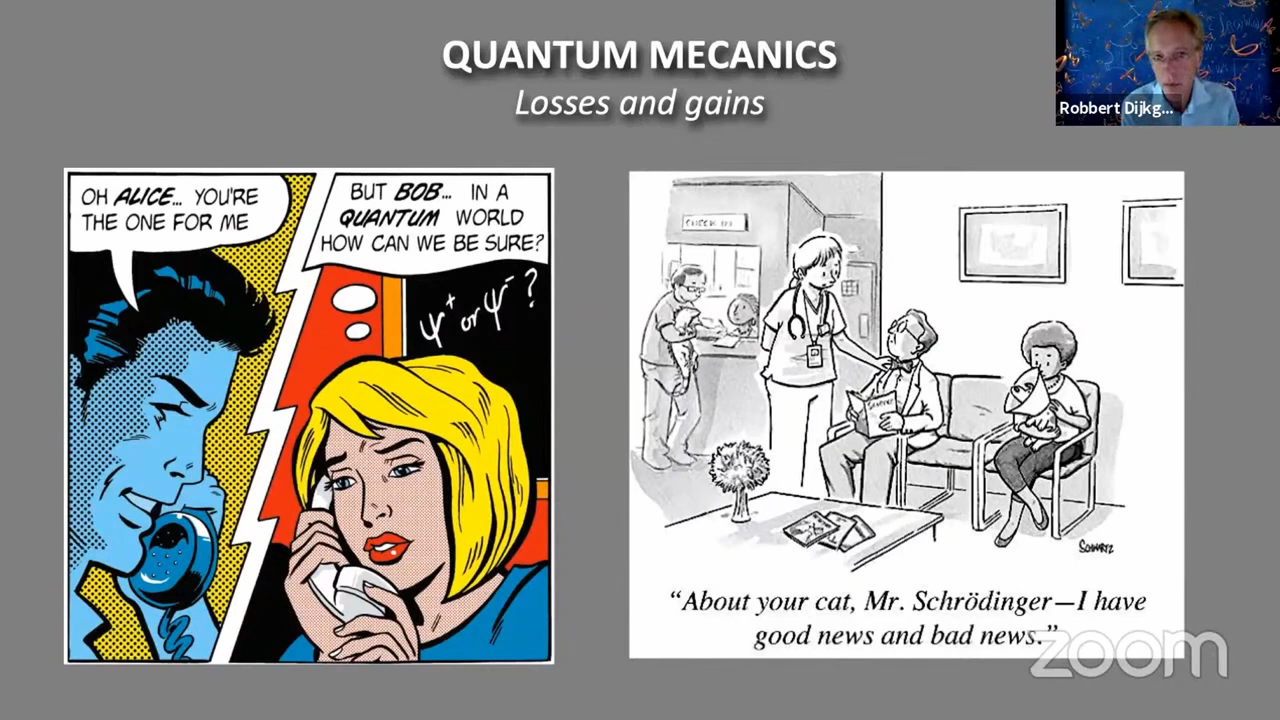 QUANTUM MECANICS
Losses and gains
Robbert Dijkg...
OH ALICE... YOU'RE
THE ONE FOR ME
BUT BOB... IN A
QUANTUM WORLD
HOW CAN WE BE SURE?
Ψ⁺ or Ψ⁻ ?
CHECK IN
SCHWARTZ
“About your cat, Mr. Schrödinger—I have
good news and bad news.”
zoom